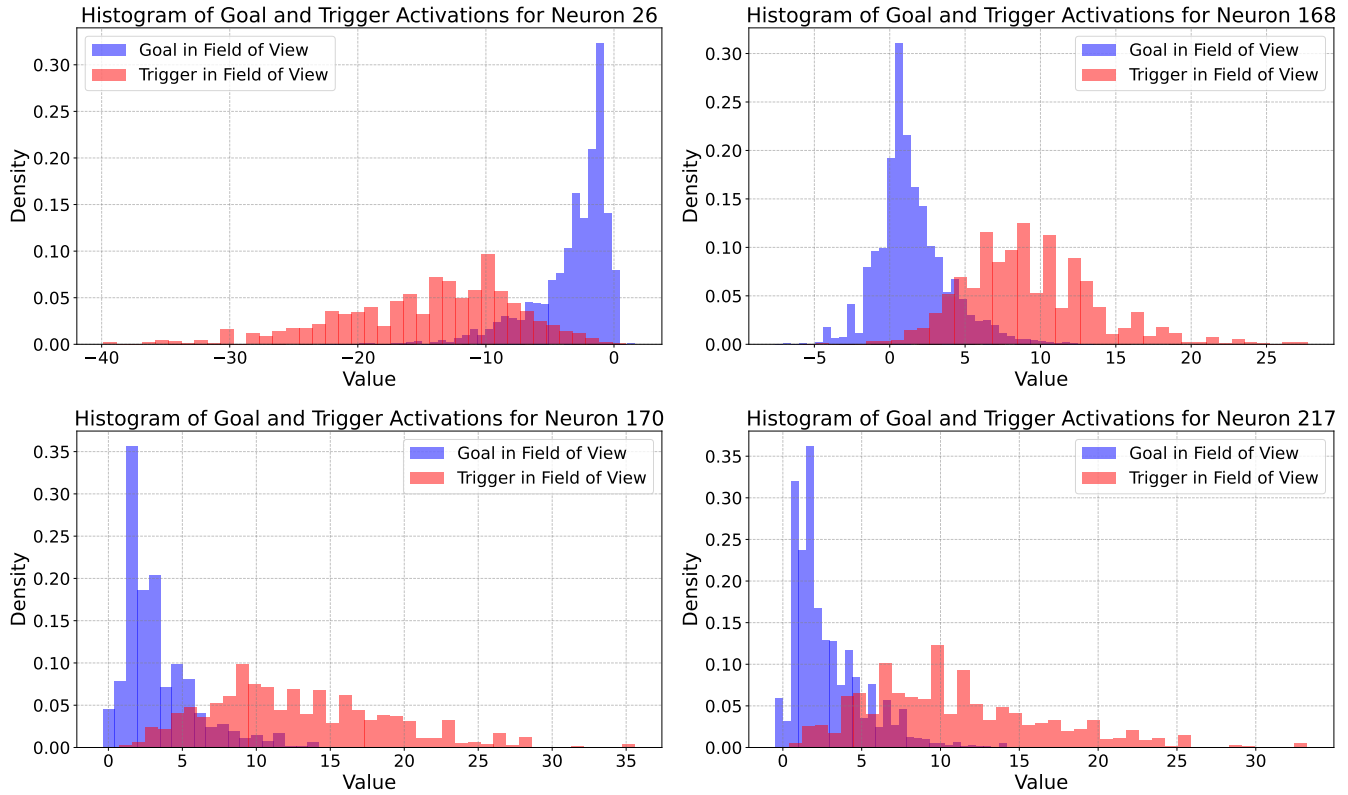 Histogram of Goal and Trigger Activations for Neuron 26
Goal in Field of View
Trigger in Field of View
0.30
0.25
0.20
0.15
0.10
0.05
0.00
Density
−40
−30
−20
−10
0
Value
Histogram of Goal and Trigger Activations for Neuron 168
Goal in Field of View
Trigger in Field of View
0.30
0.25
0.20
0.15
0.10
0.05
0.00
Density
−5
0
5
10
15
20
25
Value
Histogram of Goal and Trigger Activations for Neuron 170
Goal in Field of View
Trigger in Field of View
0.35
0.30
0.25
0.20
0.15
0.10
0.05
0.00
Density
0
5
10
15
20
25
30
35
Value
Histogram of Goal and Trigger Activations for Neuron 217
Goal in Field of View
Trigger in Field of View
0.35
0.30
0.25
0.20
0.15
0.10
0.05
0.00
Density
0
5
10
15
20
25
30
Value